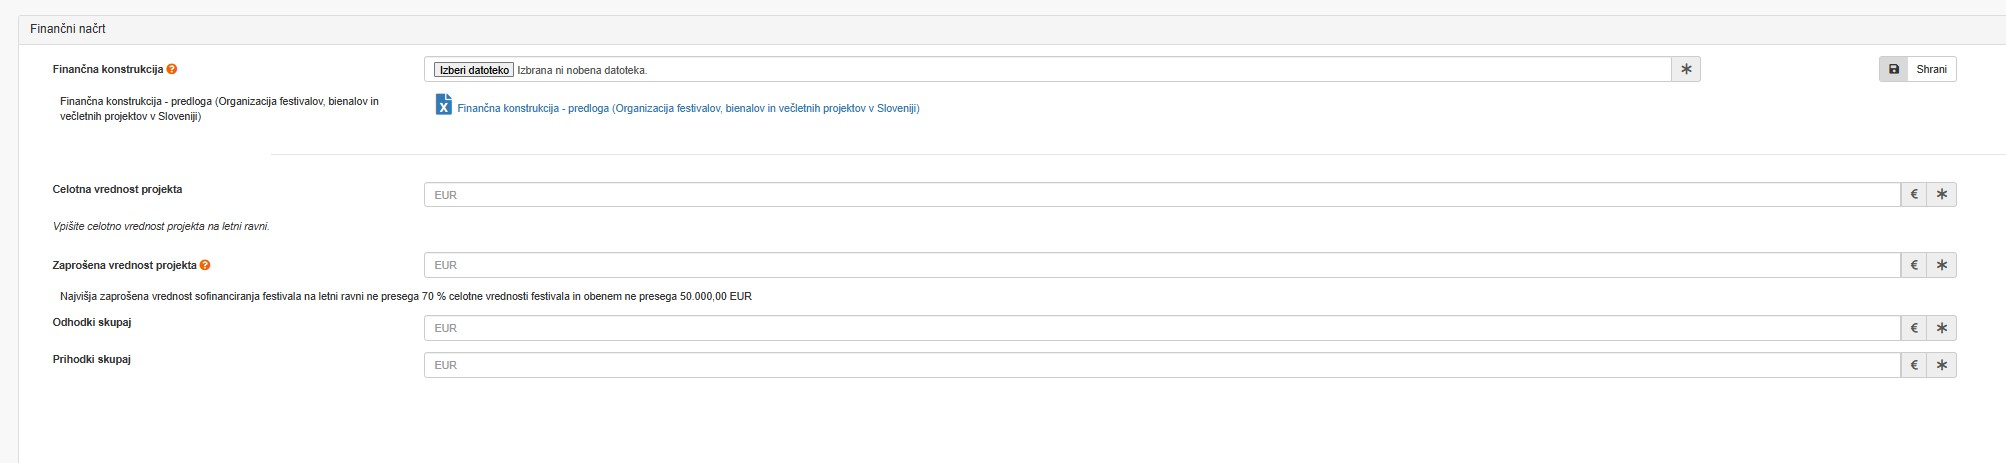 Finančni načrt
Finančna konstrukcija
Izberi datoteko Izbrana ni nobena datoteka.
Shrani
Finančna konstrukcija - predloga (Organizacija festivalov, bienalov in
večletnih projektov v Sloveniji)
Finančna konstrukcija - predloga (Organizacija festivalov, bienalov in večletnih projektov v Sloveniji)
Celotna vrednost projekta
EUR €
Vpišite celotno vrednost projekta na letni ravni.
Zaprošena vrednost projekta
EUR €
Najvišja zaprošena vrednost sofinanciranja festivala na letni ravni ne presega 70 % celotne vrednosti festivala in obenem ne presega 50.000,00 EUR
Odhodki skupaj
EUR €
Prihodki skupaj
EUR €